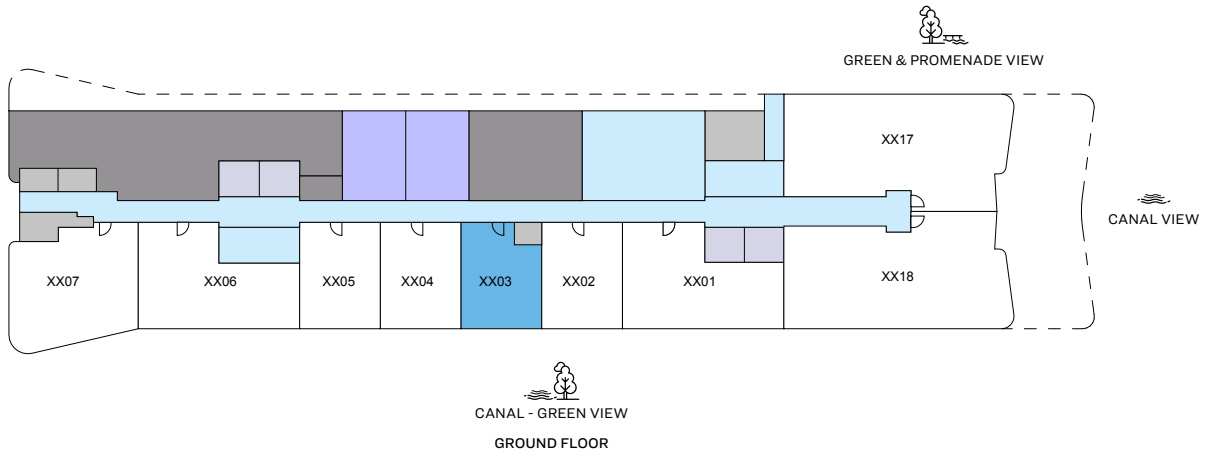 GREEN & PROMENADE VIEW
XX17
CANAL VIEW
XX07
XX06
XX05
XX04
XX03
XX02
XX01
XX18
CANAL - GREEN VIEW
GROUND FLOOR